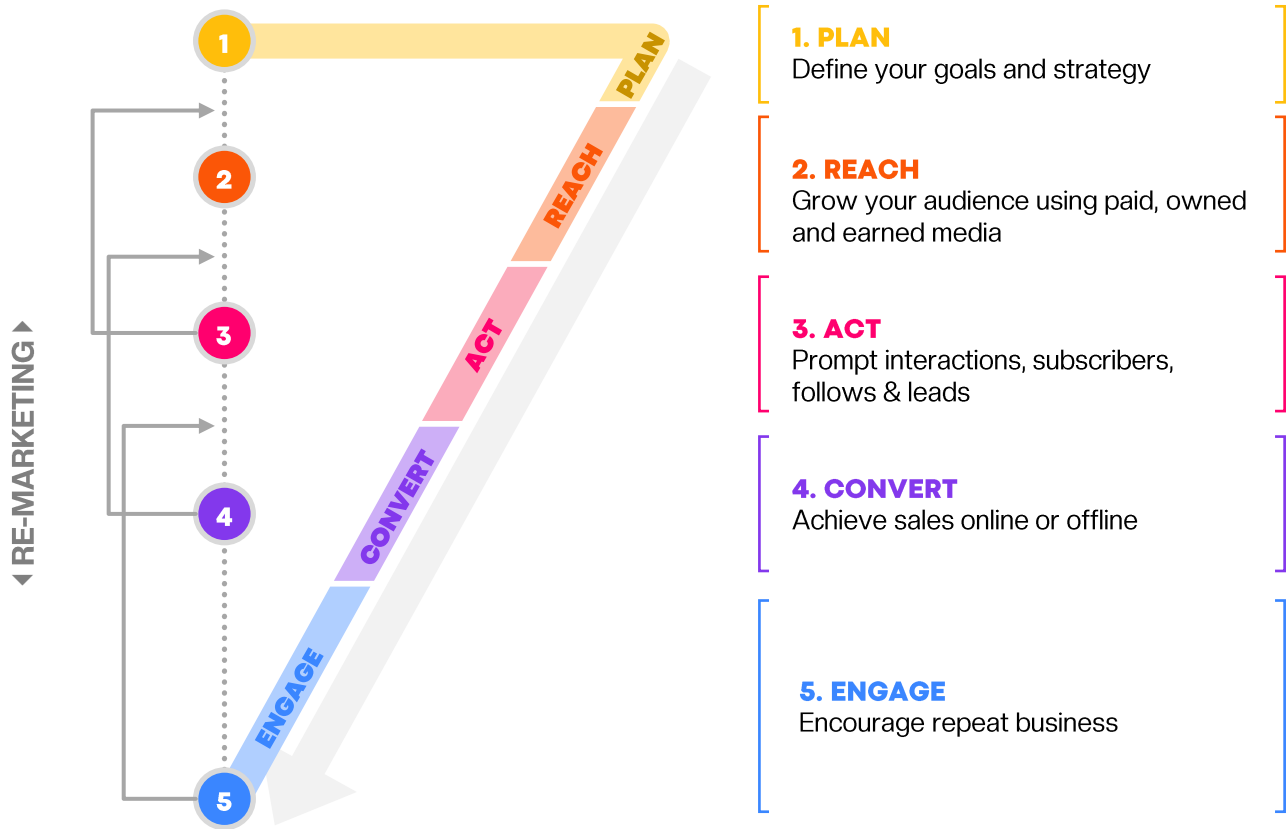 1
PLAN
2
REACH
3
ACT
RE-MARKETING
4
CONVERT
5
ENGAGE
1. PLAN
Define your goals and strategy
2. REACH
Grow your audience using paid, owned
and earned media
3. ACT
Prompt interactions, subscribers,
follows & leads
4. CONVERT
Achieve sales online or offline
5. ENGAGE
Encourage repeat business